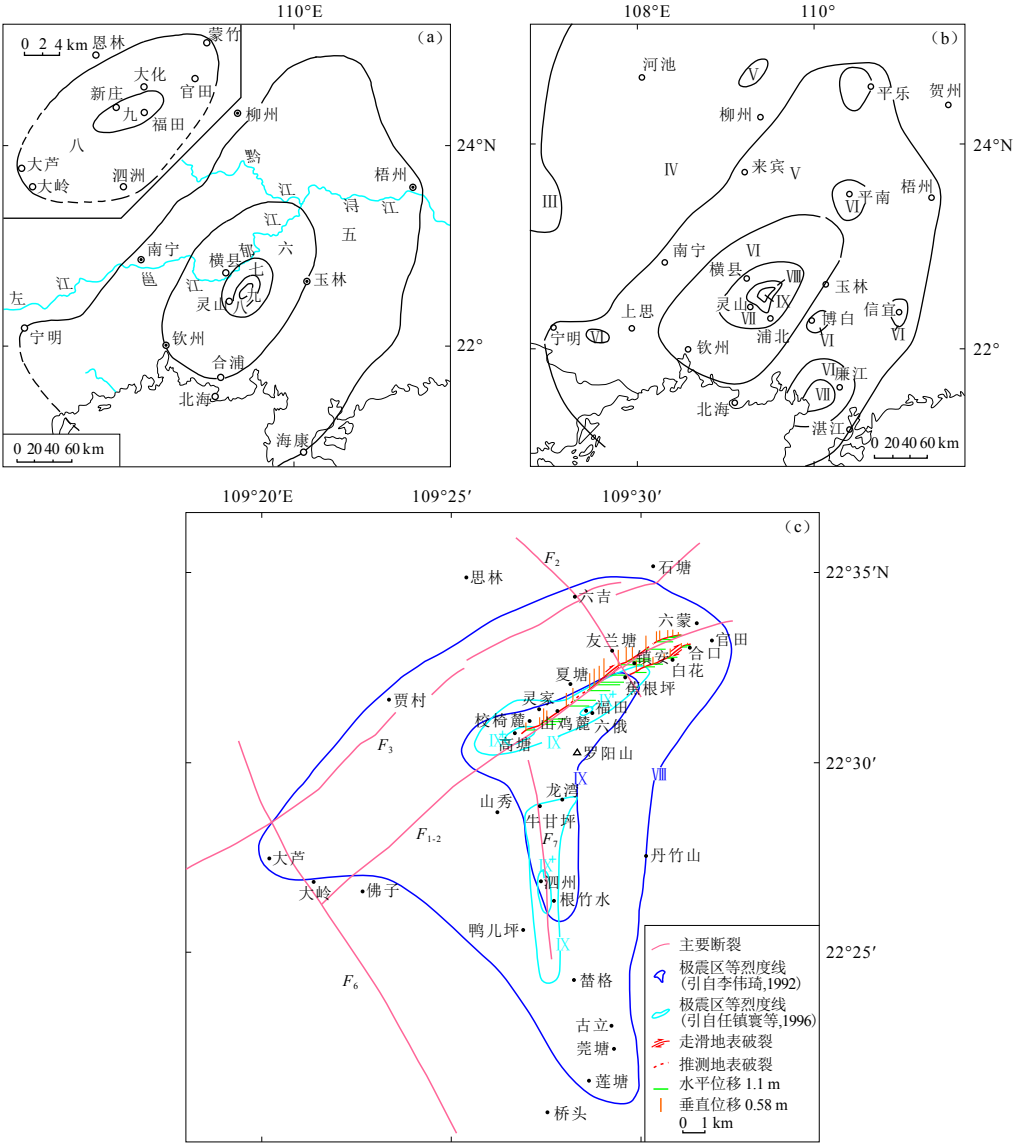 110°E
(a)
0 2 4 km
恩林
蒙竹
大化
新庄
官田
九
福田
八
大芦
大岭
泗洲
柳州
24°N
黔
江
梧州
浔
江
江
郁
六
五
南宁
横县
七
江
邕
江
左
灵山
九
八
玉林
宁明
钦州
22°
合浦
北海
海康
0 20 40 60 km
108°E
110°
(b)
河池
V
平乐
贺州
柳州
24°N
来宾
IV
V
III
平南
VI
梧州
南宁
VI
横县
VIII
IX
玉林
灵山
VII
上思
信宜
博白
宁明
VI
浦北
VI
VI
钦州
22°
VI
廉江
VII
北海
湛江
0 20 40 60 km
109°20′E
109°25′
109°30′
(c)
F2
石塘
思林
22°35′N
六吉
六蒙
友兰塘
官田
镇安
合口
白花
夏塘
蕉根坪
贾村
灵家
IX+
福田
校椅麓
山鸡麓
六俄
IX+
高塘
IX
F3
罗阳山
22°30′
IX
VIII
龙湾
山秀
牛甘坪
F1-2
F7
IX+
大芦
丹竹山
泗州
大岭
佛子
根竹水
鸭儿坪
IX
22°25′
F6
替格
古立
莞塘
莲塘
桥头
主要断裂
极震区等烈度线
(引自李伟琦,1992)
极震区等烈度线
(引自任镇寰等,1996)
走滑地表破裂
推测地表破裂
水平位移 1.1 m
垂直位移 0.58 m
0 1 km